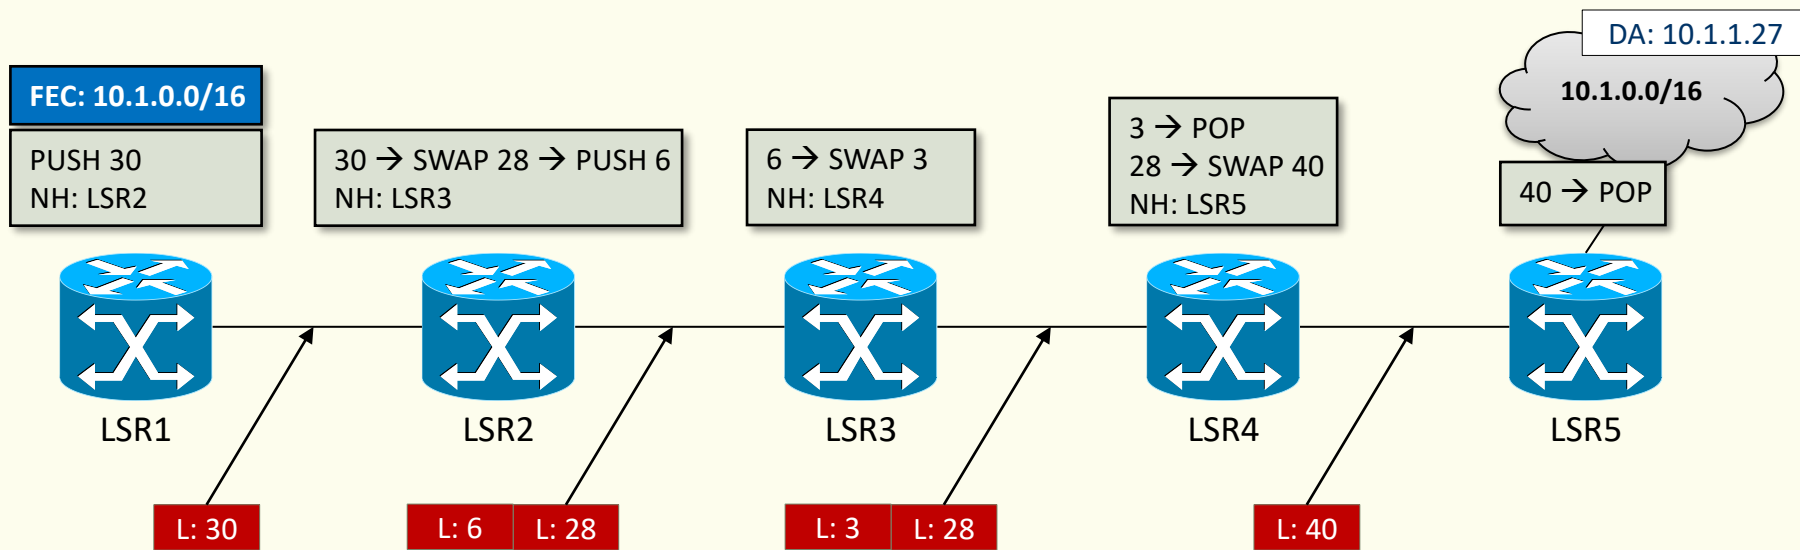 DA: 10.1.1.27
10.1.0.0/16
FEC: 10.1.0.0/16
PUSH 30
NH: LSR2
30 → SWAP 28 → PUSH 6
NH: LSR3
6 → SWAP 3
NH: LSR4
3 → POP
28 → SWAP 40
NH: LSR5
40 → POP
LSR1
LSR2
LSR3
LSR4
LSR5
L: 30
L: 6
L: 28
L: 3
L: 28
L: 40